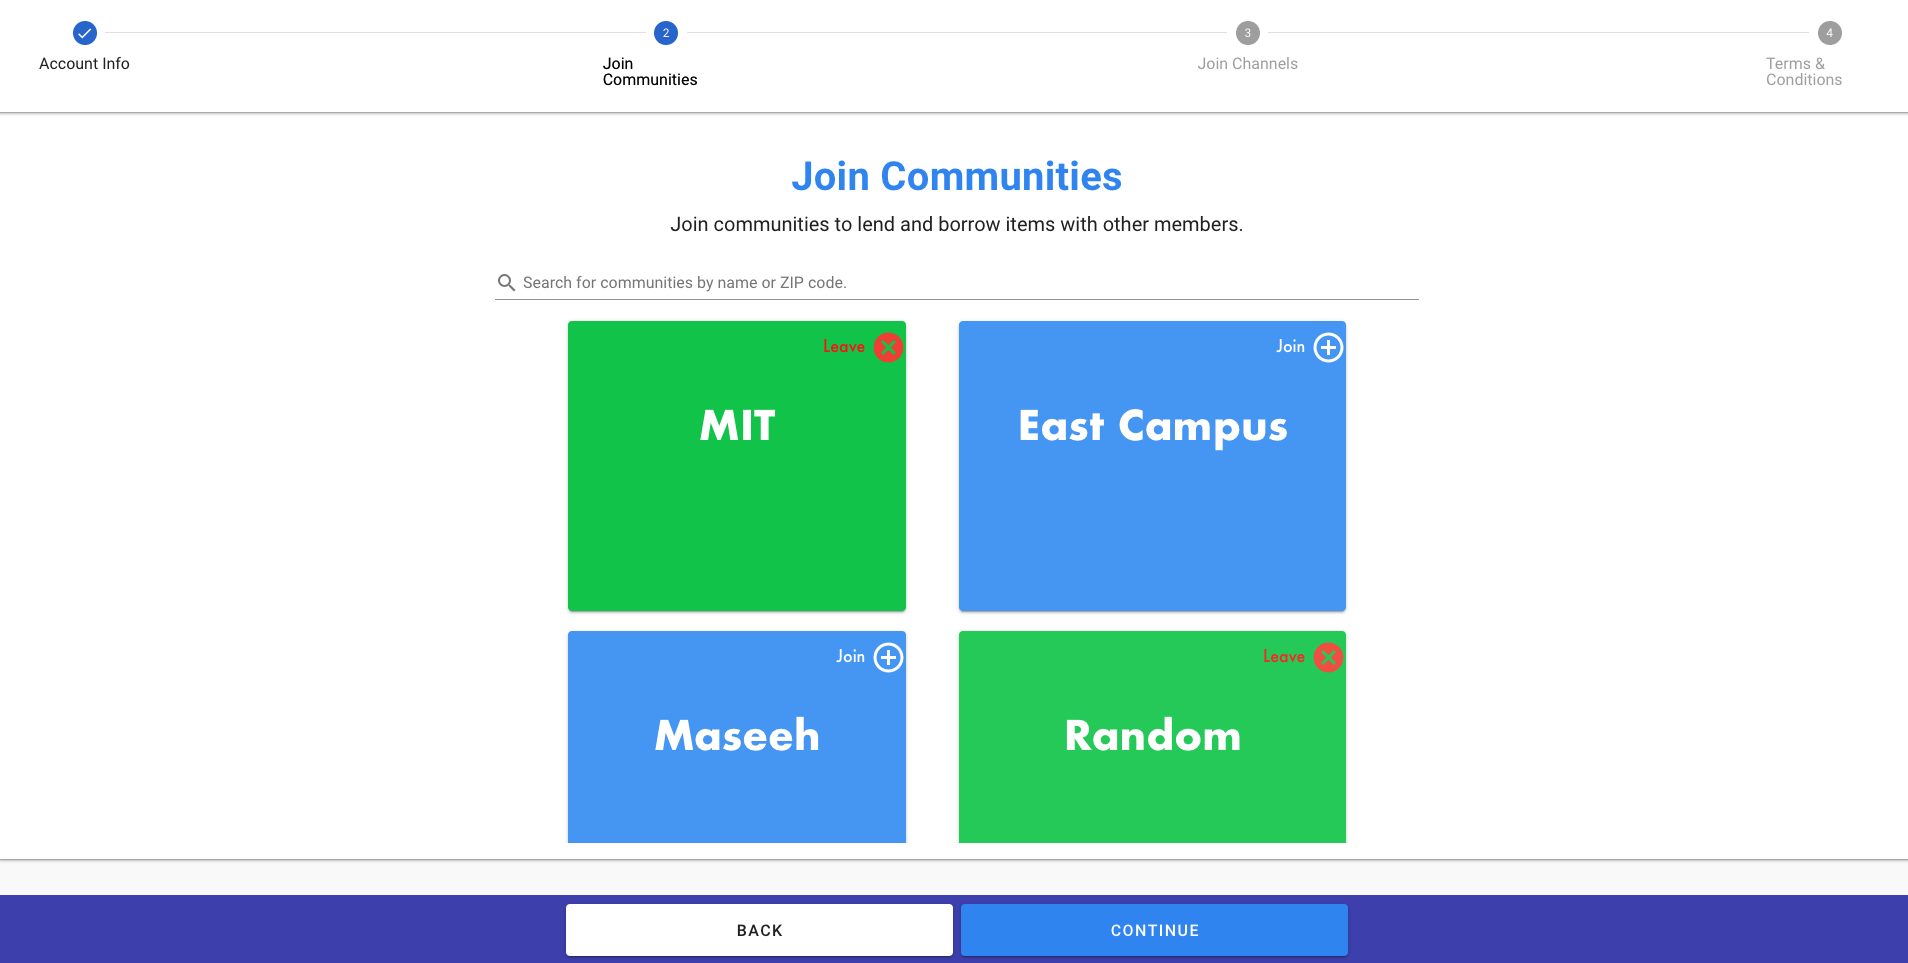 Account Info
2
Join
Communities
3
Join Channels
4
Terms &
Conditions
Join Communities
Join communities to lend and borrow items with other members.
Search for communities by name or ZIP code.
Leave
MIT
Join
East Campus
Join
Maseeh
Leave
Random
BACK
CONTINUE